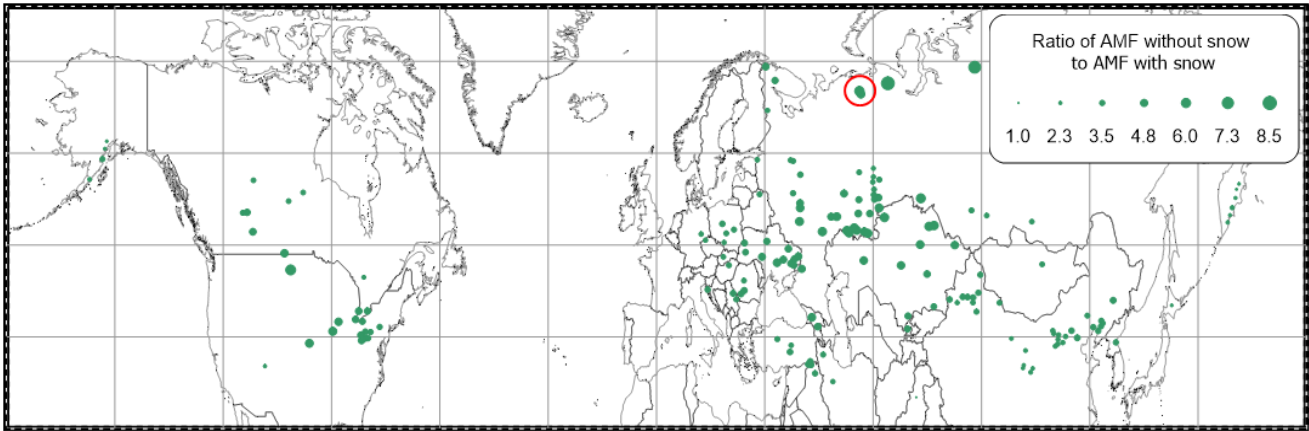 Ratio of AMF without snow
to AMF with snow
1.0 2.3 3.5 4.8 6.0 7.3 8.5